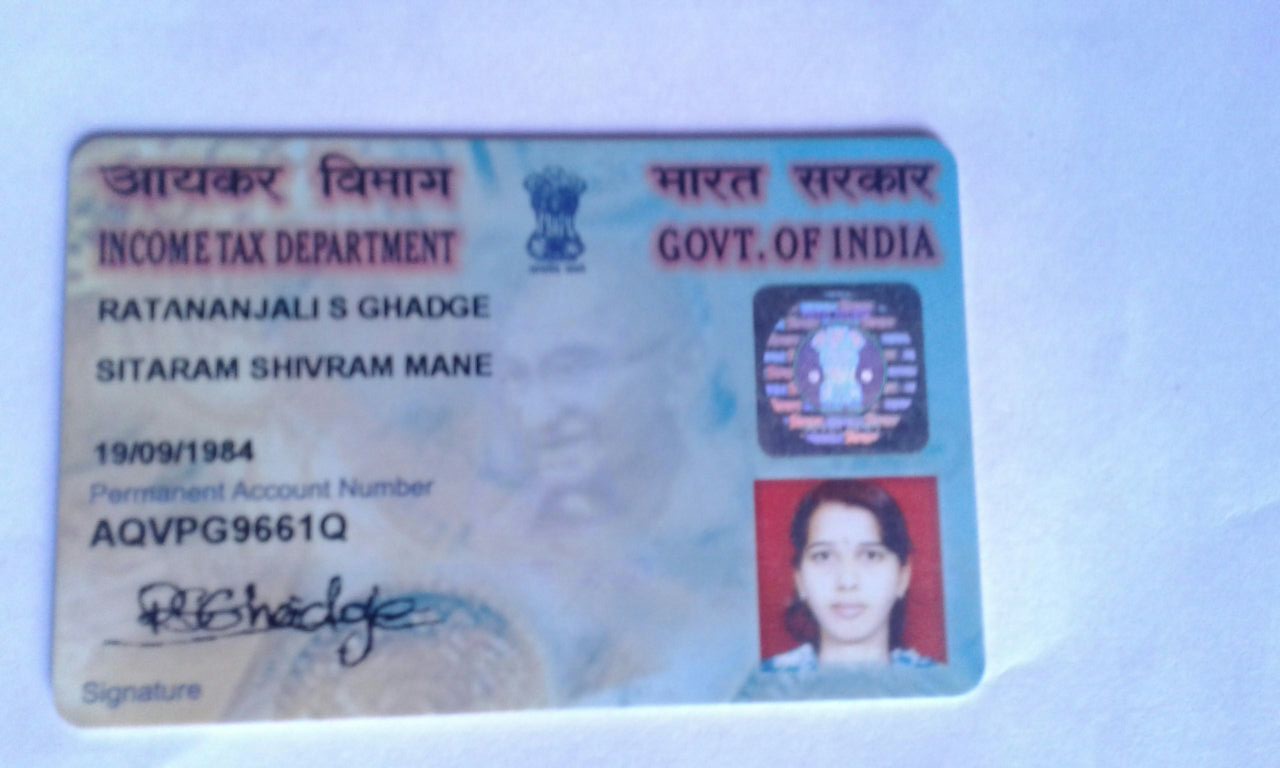 आयकर विभाग
भारत सरकार
INCOME TAX DEPARTMENT
GOVT. OF INDIA
RATANANJALI S GHADGE
SITARAM SHIVRAM MANE
19/09/1984
Permanent Account Number
AQVPG9661Q
RSGhadge
Signature